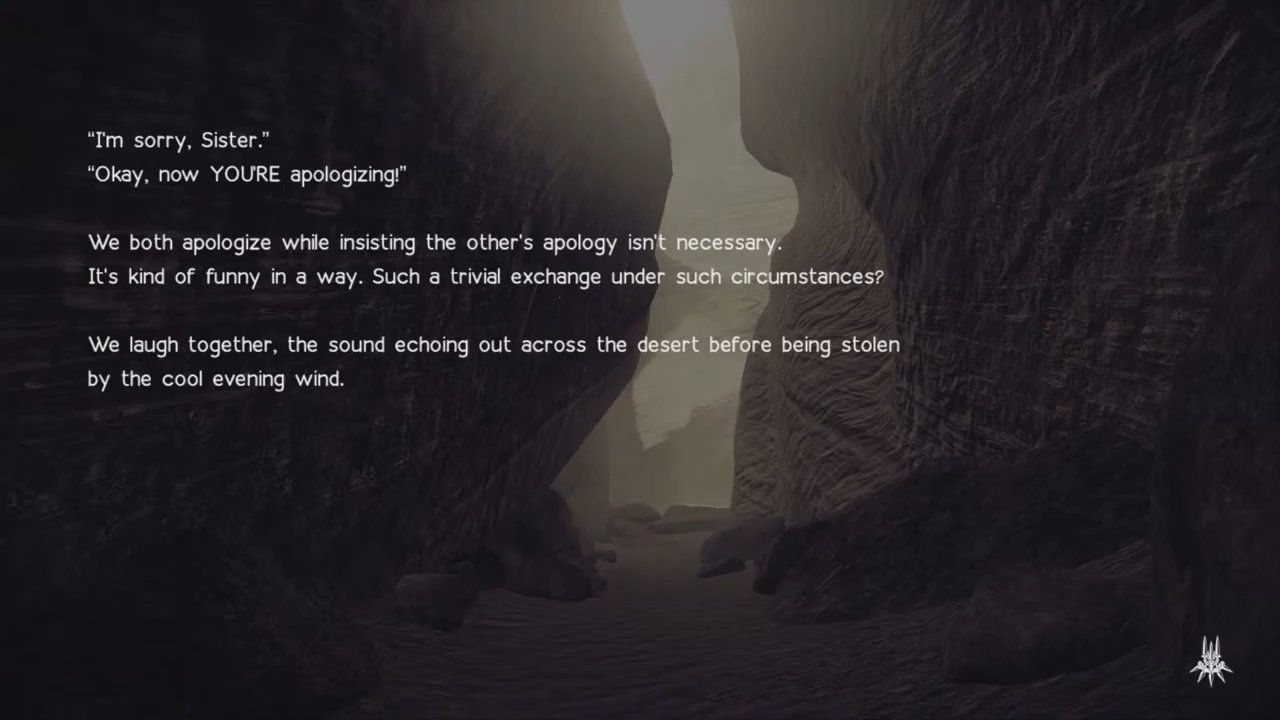 “I'm sorry, Sister.”
“Okay, now YOU'RE apologizing!”
We both apologize while insisting the other's apology isn't necessary.
It's kind of funny in a way. Such a trivial exchange under such circumstances?
We laugh together, the sound echoing out across the desert before being stolen
by the cool evening wind.